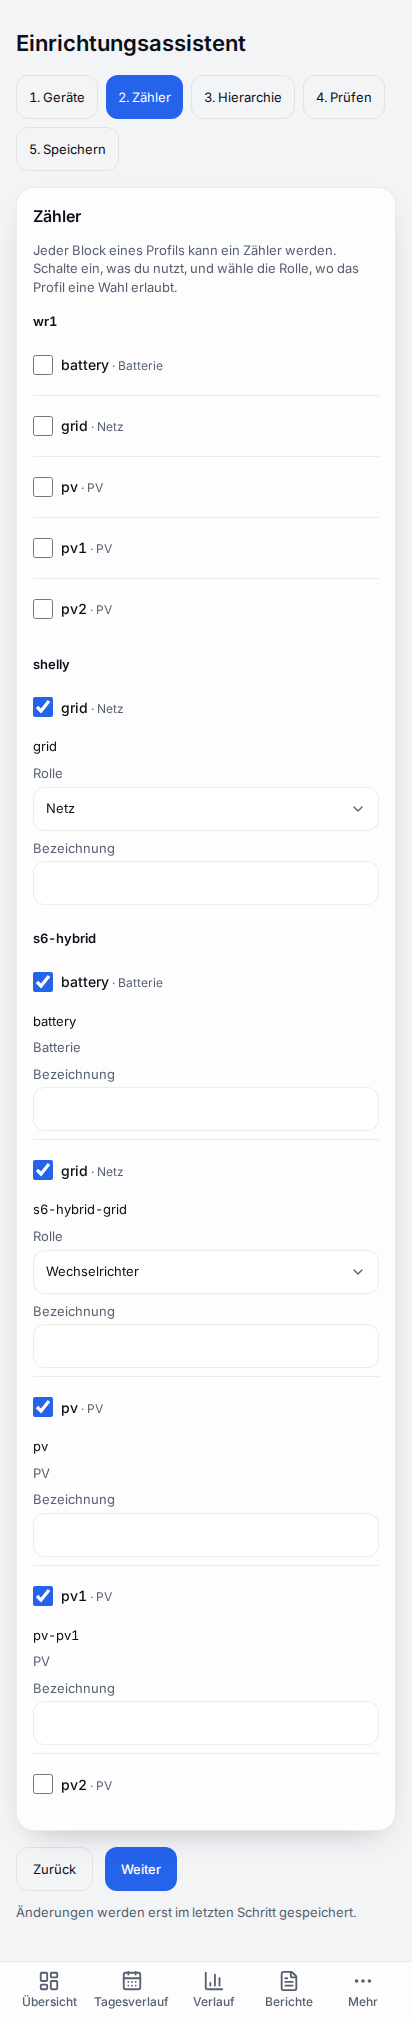 Einrichtungsassistent
1. Geräte
2. Zähler
3. Hierarchie
4. Prüfen
5. Speichern
Zähler
Jeder Block eines Profils kann ein Zähler werden.
Schalte ein, was du nutzt, und wähle die Rolle, wo das
Profil eine Wahl erlaubt.
wr1
battery · Batterie
grid · Netz
pv · PV
pv1 · PV
pv2 · PV
shelly
grid · Netz
grid
Rolle
Netz
Bezeichnung
s6-hybrid
battery · Batterie
battery
Batterie
Bezeichnung
grid · Netz
s6-hybrid-grid
Rolle
Wechselrichter
Bezeichnung
pv · PV
pv
PV
Bezeichnung
pv1 · PV
pv-pv1
PV
Bezeichnung
pv2 · PV
Zurück
Weiter
Änderungen werden erst im letzten Schritt gespeichert.
Übersicht
Tagesverlauf
Verlauf
Berichte
Mehr